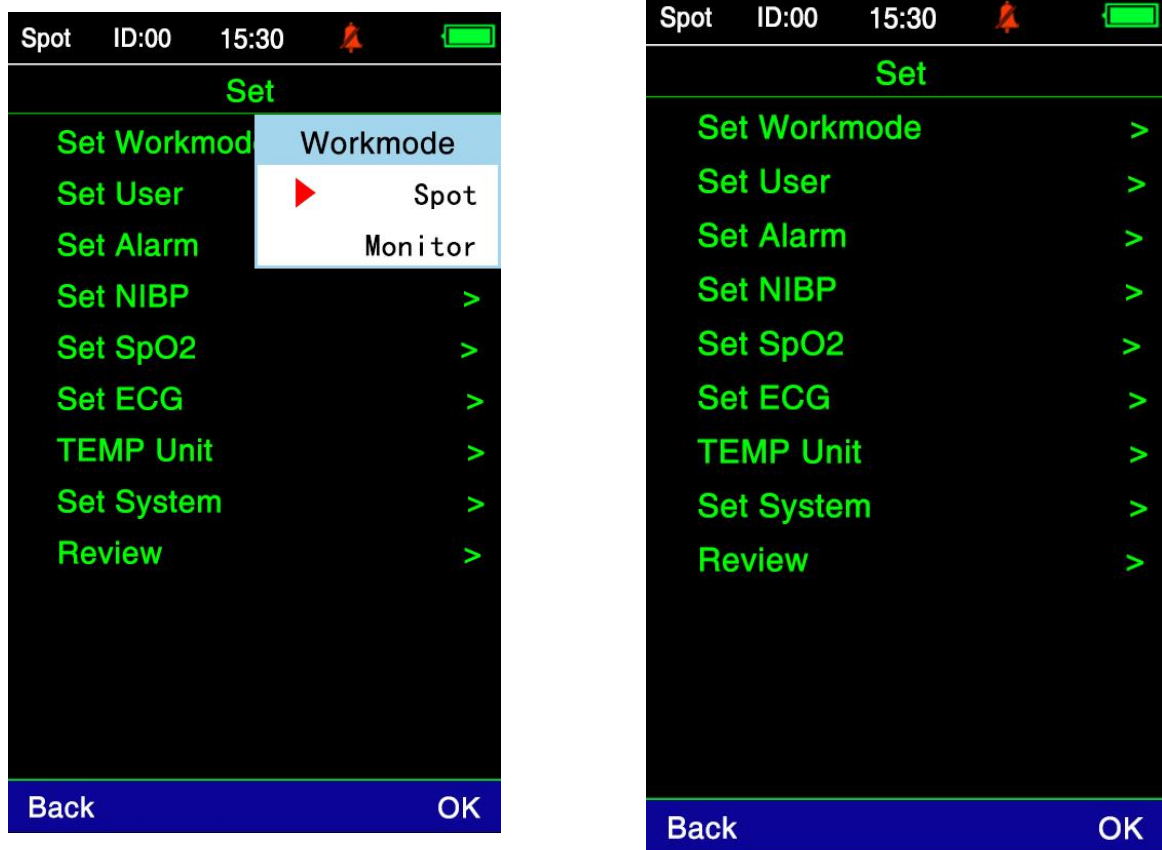 Spot ID:00 15:30
Set
Set Workmod
Workmode
Spot
Monitor
Set User
Set Alarm
Set NIBP >
Set SpO2 >
Set ECG >
TEMP Unit >
Set System >
Review >
Back OK
Spot ID:00 15:30
Set
Set Workmode >
Set User >
Set Alarm >
Set NIBP >
Set SpO2 >
Set ECG >
TEMP Unit >
Set System >
Review >
Back OK